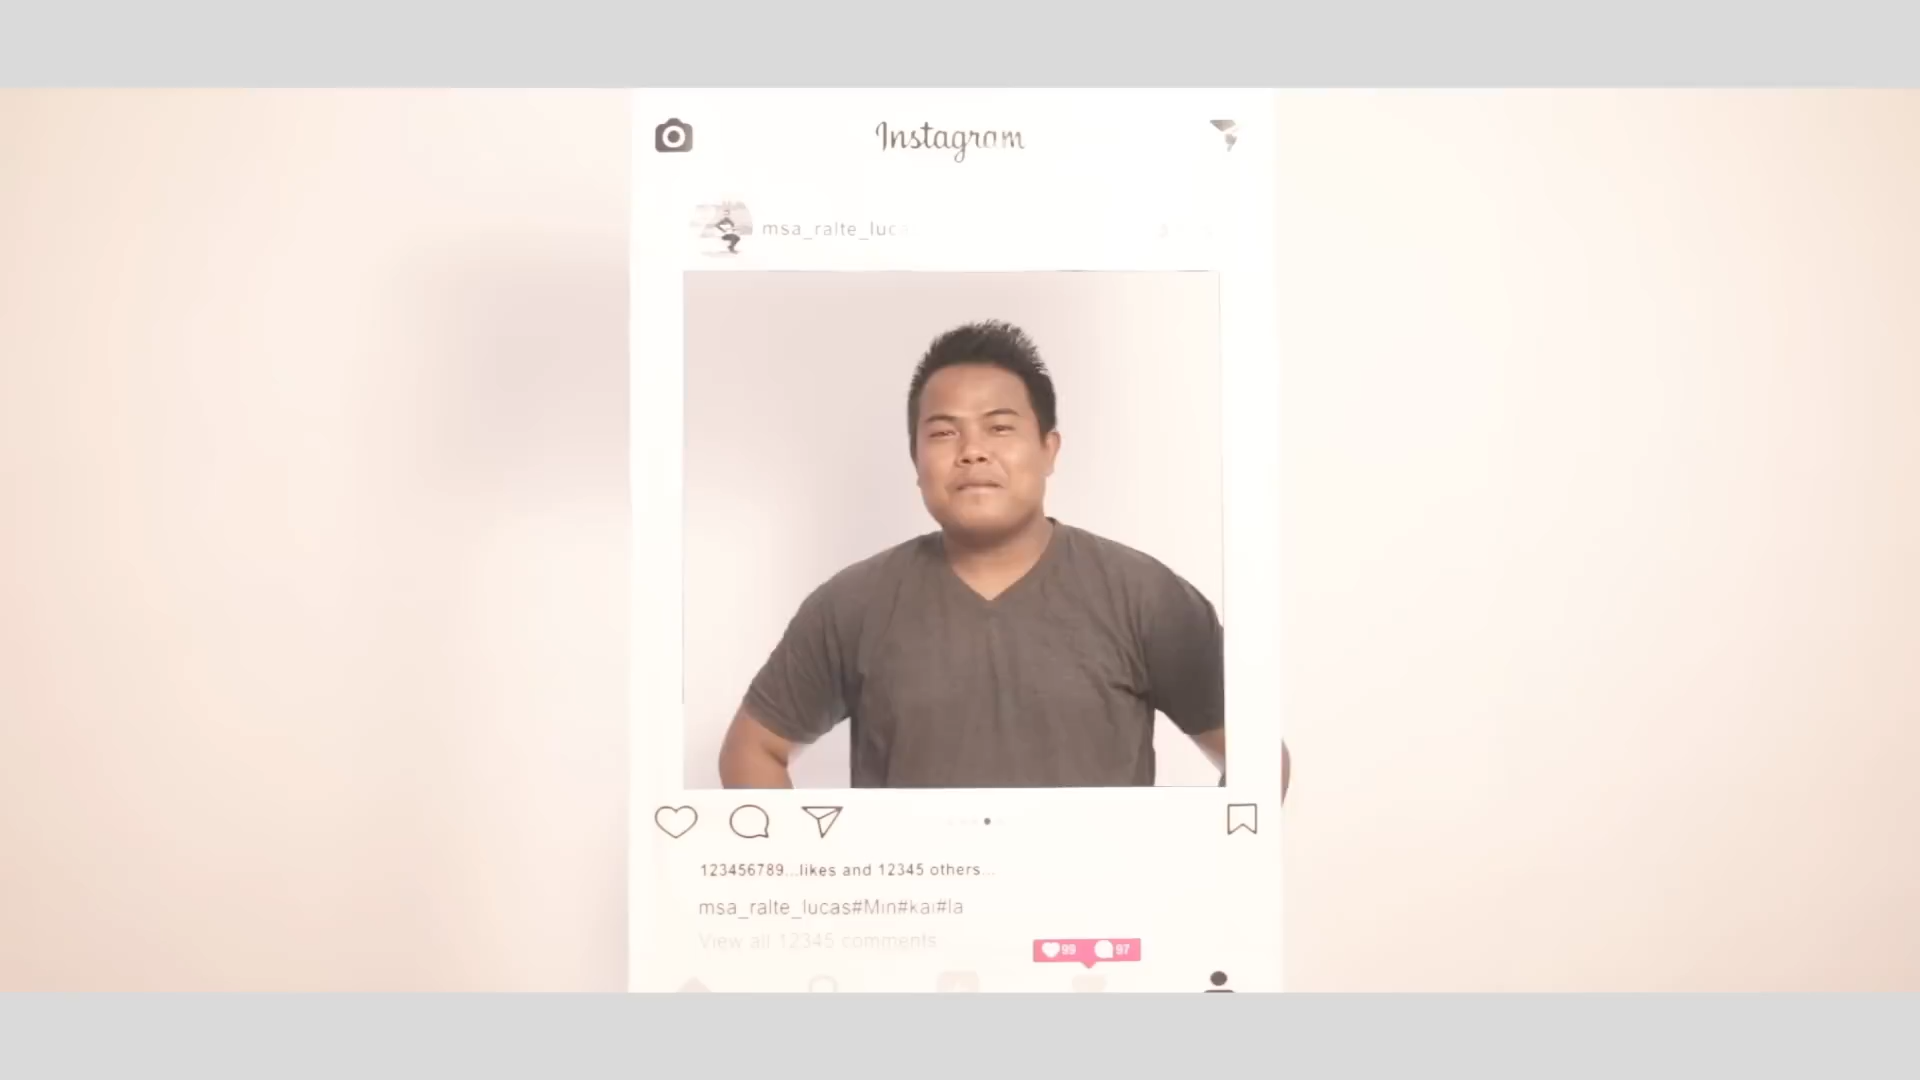 Instagram
msa_ralte_luc
123456789...likes and 12345 others...
msa_ralte_lucas#Min#kai#la
View all 12345 comments
99 97